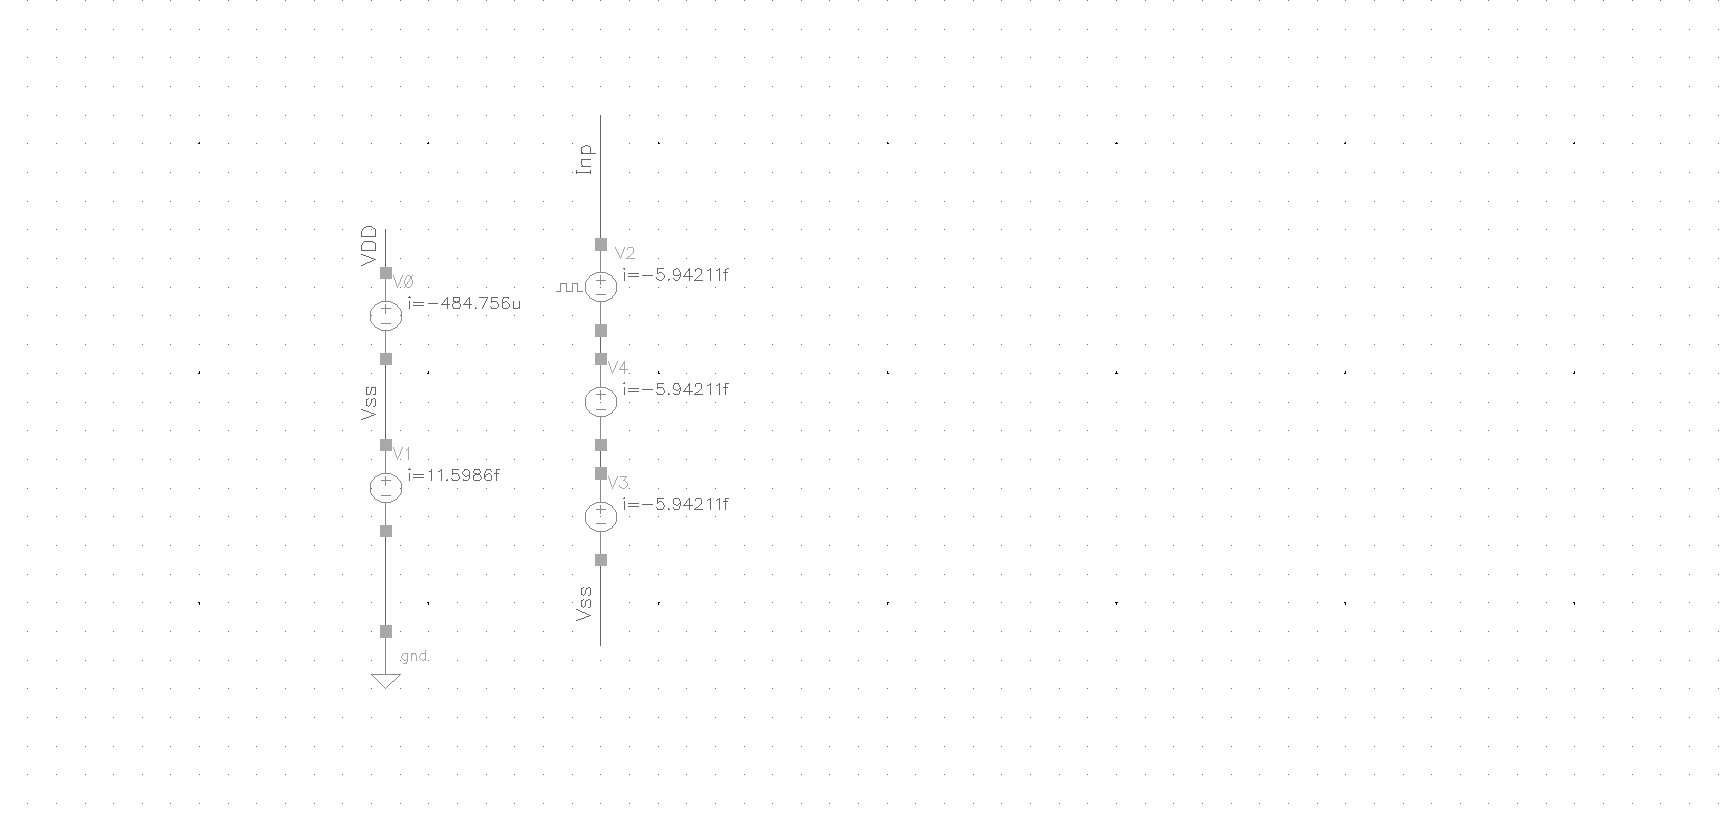 Inp
V2
i=-5.94211f
VDD
V0
i=-484.756u
V4
i=-5.94211f
Vss
V1
i=11.5986f
V3
i=-5.94211f
Vss
gnd